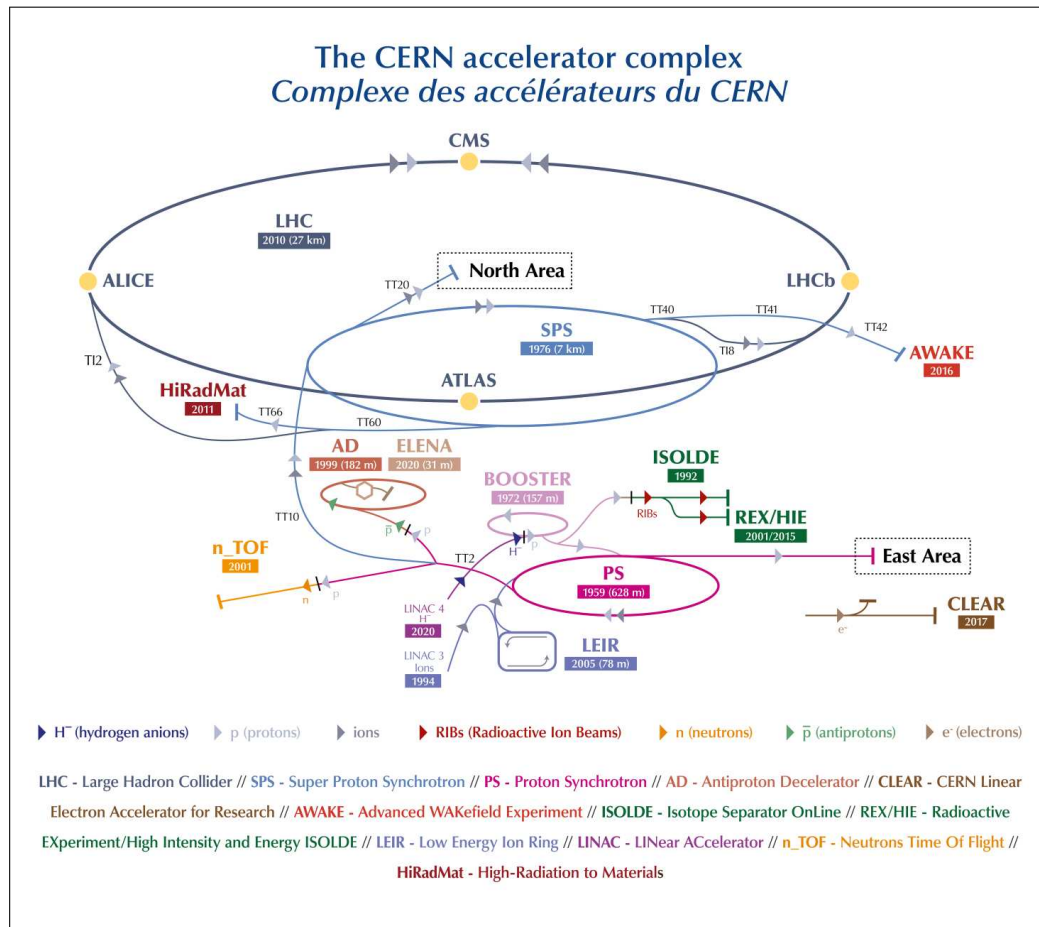 The CERN accelerator complex
Complexe des accélérateurs du CERN
CMS
LHC
2010 (27 km)
North Area
ALICE
LHCb
TT20
TT40
TT41
SPS
1976 (7 km)
TI8
TT42
AWAKE
2016
TI2
HiRadMat
2011
ATLAS
TT66
TT60
AD
1999 (182 m)
ELENA
2020 (31 m)
ISOLDE
1992
BOOSTER
1972 (157 m)
RIBs
REX/HIE
2001/2015
TT10
p̅
p
TT2
H⁻
p
n_TOF
2001
East Area
PS
1959 (628 m)
n
p
LINAC 4
H⁻
2020
CLEAR
2017
e-
LINAC 3
Ions
1994
LEIR
2005 (78 m)
H⁻ (hydrogen anions)
p (protons)
ions
RIBs (Radioactive Ion Beams)
n (neutrons)
p̅ (antiprotons)
e- (electrons)
LHC - Large Hadron Collider // SPS - Super Proton Synchrotron // PS - Proton Synchrotron // AD - Antiproton Decelerator // CLEAR - CERN Linear
Electron Accelerator for Research // AWAKE - Advanced WAKefield Experiment // ISOLDE - Isotope Separator OnLine // REX/HIE - Radioactive
EXperiment/High Intensity and Energy ISOLDE // LEIR - Low Energy Ion Ring // LINAC - LINear ACcelerator // n_TOF - Neutrons Time Of Flight //
HiRadMat - High-Radiation to Materials